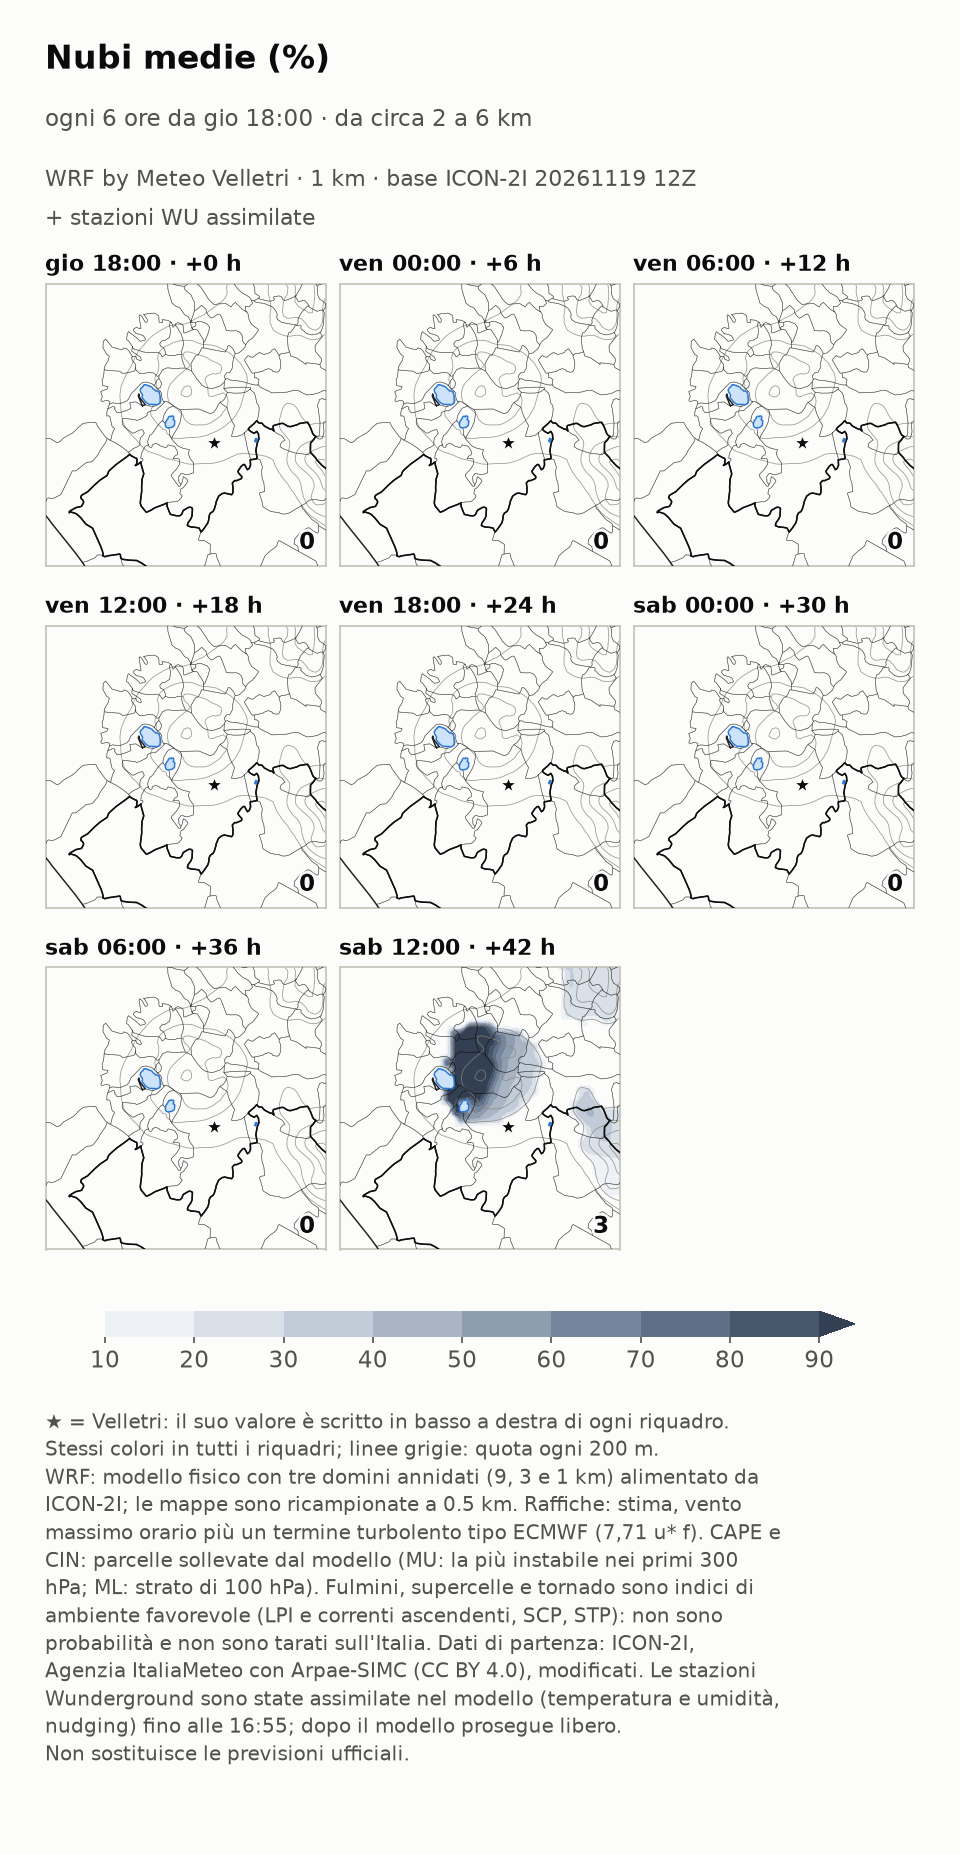 Nubi medie (%)
ogni 6 ore da gio 18:00 · da circa 2 a 6 km
WRF by Meteo Velletri · 1 km · base ICON-2I 20261119 12Z
+ stazioni WU assimilate
gio 18:00 · +0 h
ven 00:00 · +6 h
ven 06:00 · +12 h
0
0
0
ven 12:00 · +18 h
ven 18:00 · +24 h
sab 00:00 · +30 h
0
0
0
sab 06:00 · +36 h
sab 12:00 · +42 h
0
3
10 20 30 40 50 60 70 80 90
★ = Velletri: il suo valore è scritto in basso a destra di ogni riquadro.
Stessi colori in tutti i riquadri; linee grigie: quota ogni 200 m.
WRF: modello fisico con tre domini annidati (9, 3 e 1 km) alimentato da
ICON-2I; le mappe sono ricampionate a 0.5 km. Raffiche: stima, vento
massimo orario più un termine turbolento tipo ECMWF (7,71 u* f). CAPE e
CIN: parcelle sollevate dal modello (MU: la più instabile nei primi 300
hPa; ML: strato di 100 hPa). Fulmini, supercelle e tornado sono indici di
ambiente favorevole (LPI e correnti ascendenti, SCP, STP): non sono
probabilità e non sono tarati sull'Italia. Dati di partenza: ICON-2I,
Agenzia ItaliaMeteo con Arpae-SIMC (CC BY 4.0), modificati. Le stazioni
Wunderground sono state assimilate nel modello (temperatura e umidità,
nudging) fino alle 16:55; dopo il modello prosegue libero.
Non sostituisce le previsioni ufficiali.